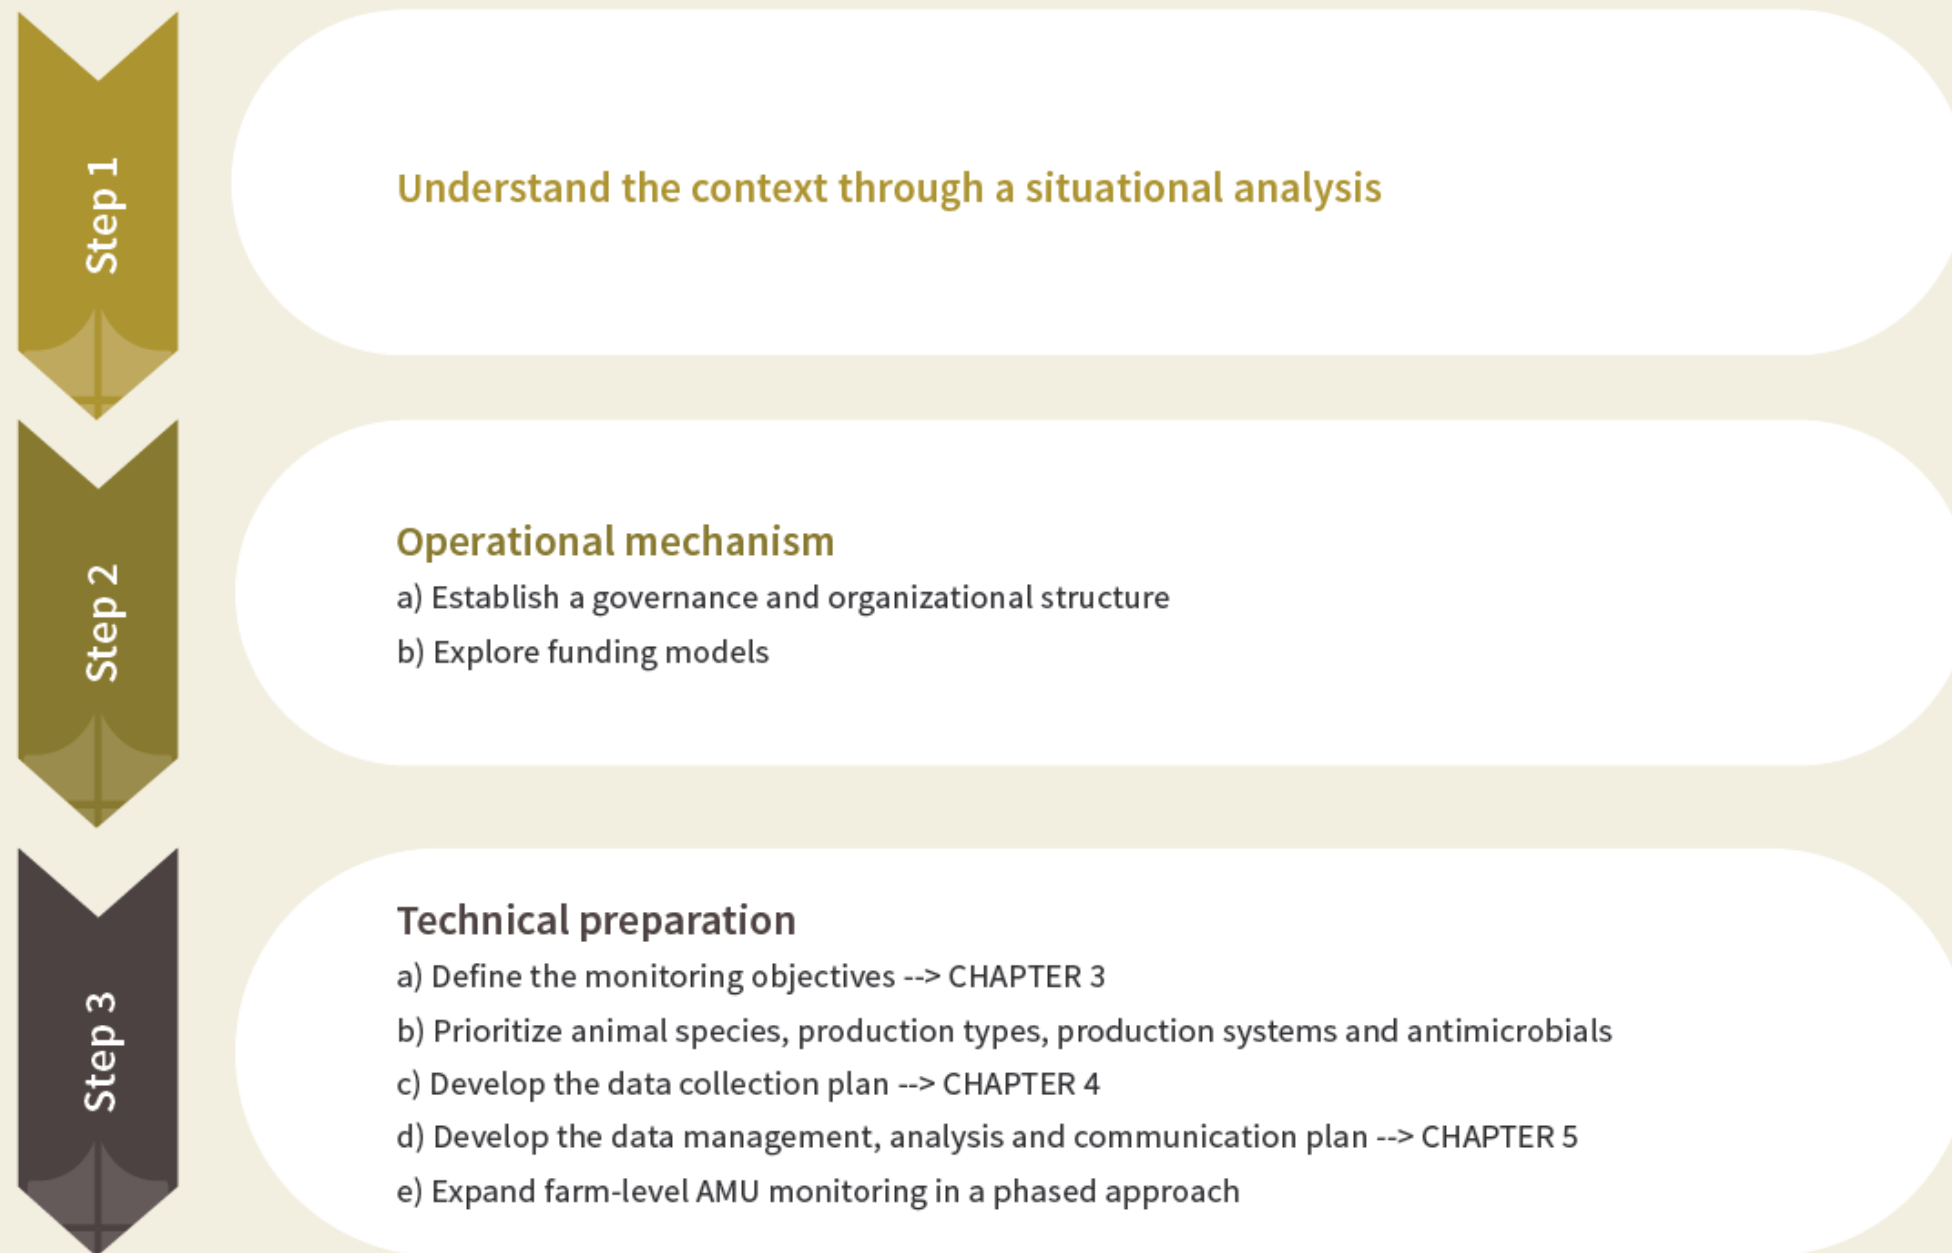 Step 1
Understand the context through a situational analysis
Step 2
Operational mechanism
a) Establish a governance and organizational structure
b) Explore funding models
Step 3
Technical preparation
a) Define the monitoring objectives --> CHAPTER 3
b) Prioritize animal species, production types, production systems and antimicrobials
c) Develop the data collection plan --> CHAPTER 4
d) Develop the data management, analysis and communication plan --> CHAPTER 5
e) Expand farm-level AMU monitoring in a phased approach